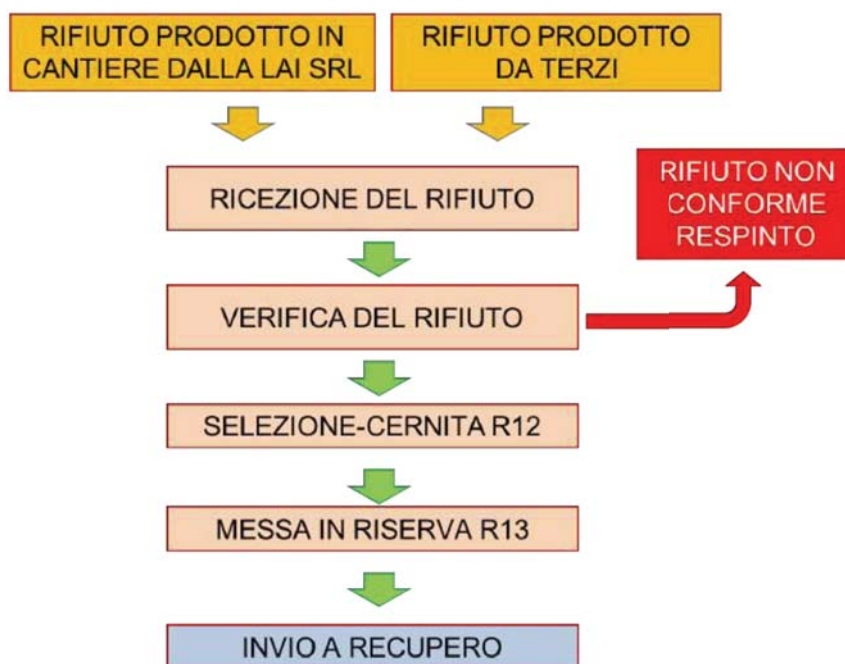 RIFIUTO PRODOTTO IN
CANTIERE DALLA LAI SRL
RIFIUTO PRODOTTO
DA TERZI
RICEZIONE DEL RIFIUTO
RIFIUTO NON
CONFORME
RESPINTO
VERIFICA DEL RIFIUTO
SELEZIONE-CERNITA R12
MESSA IN RISERVA R13
INVIO A RECUPERO